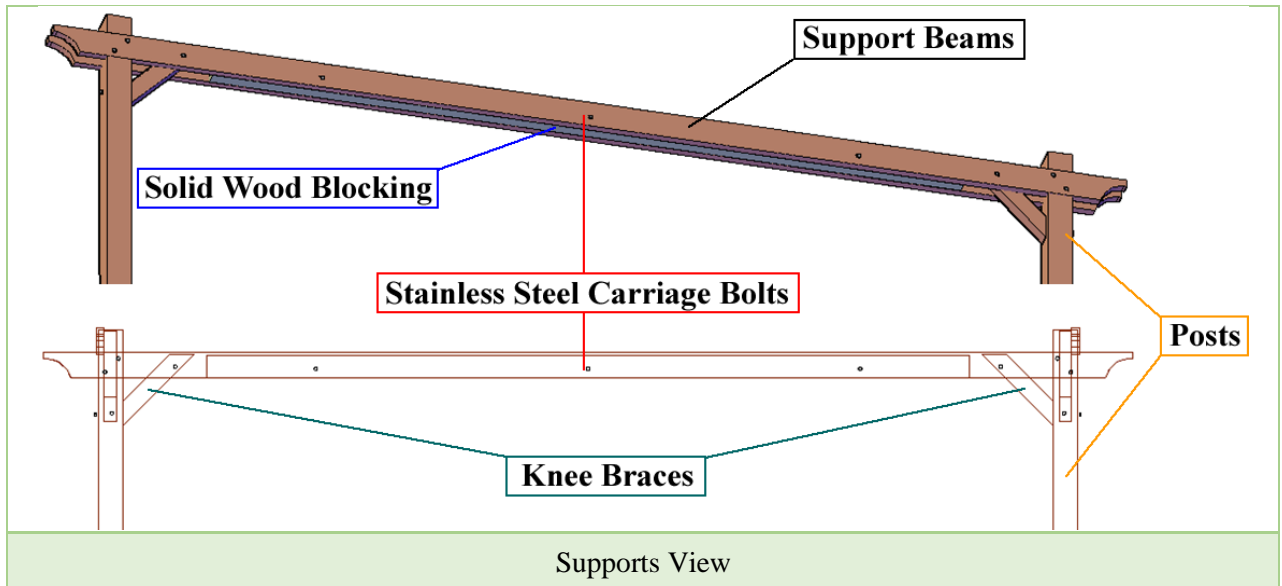 Support Beams
Solid Wood Blocking
Stainless Steel Carriage Bolts
Posts
Knee Braces
Supports View